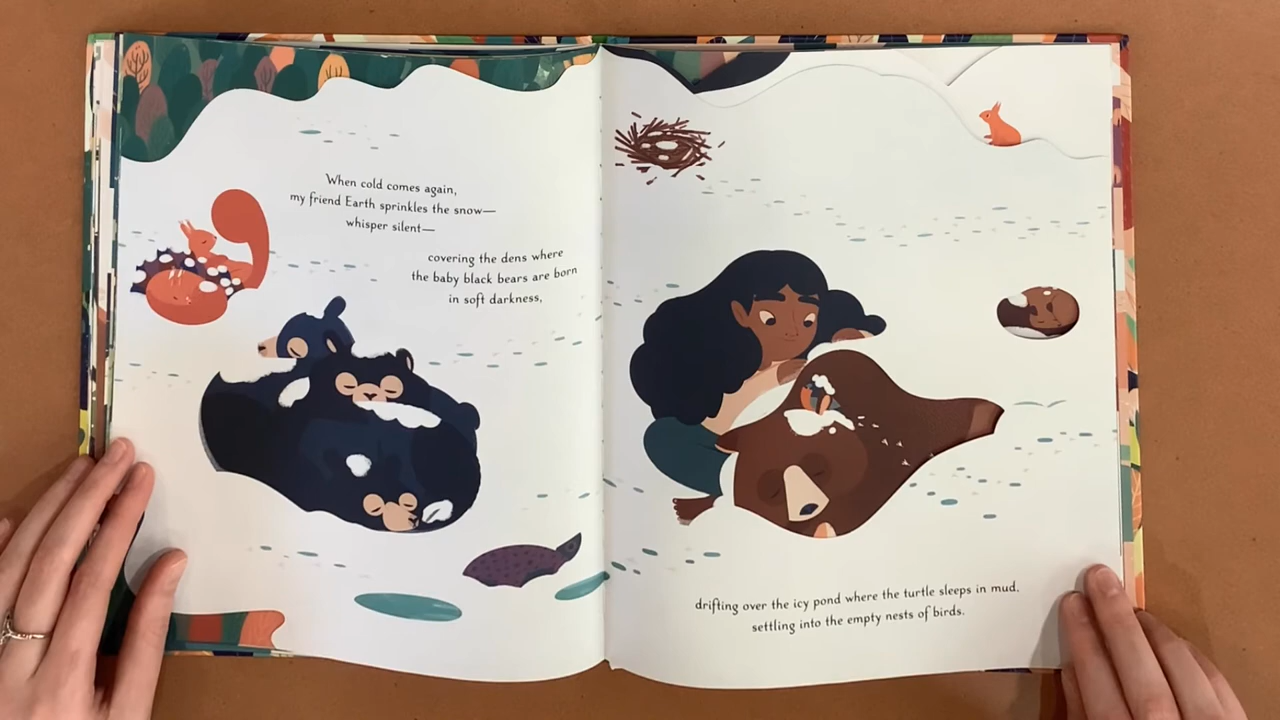 When cold comes again,
my friend Earth sprinkles the snow—
whisper silent—
covering the dens where
the baby black bears are born
in soft darkness,
drifting over the icy pond where the turtle sleeps in mud,
settling into the empty nests of birds.